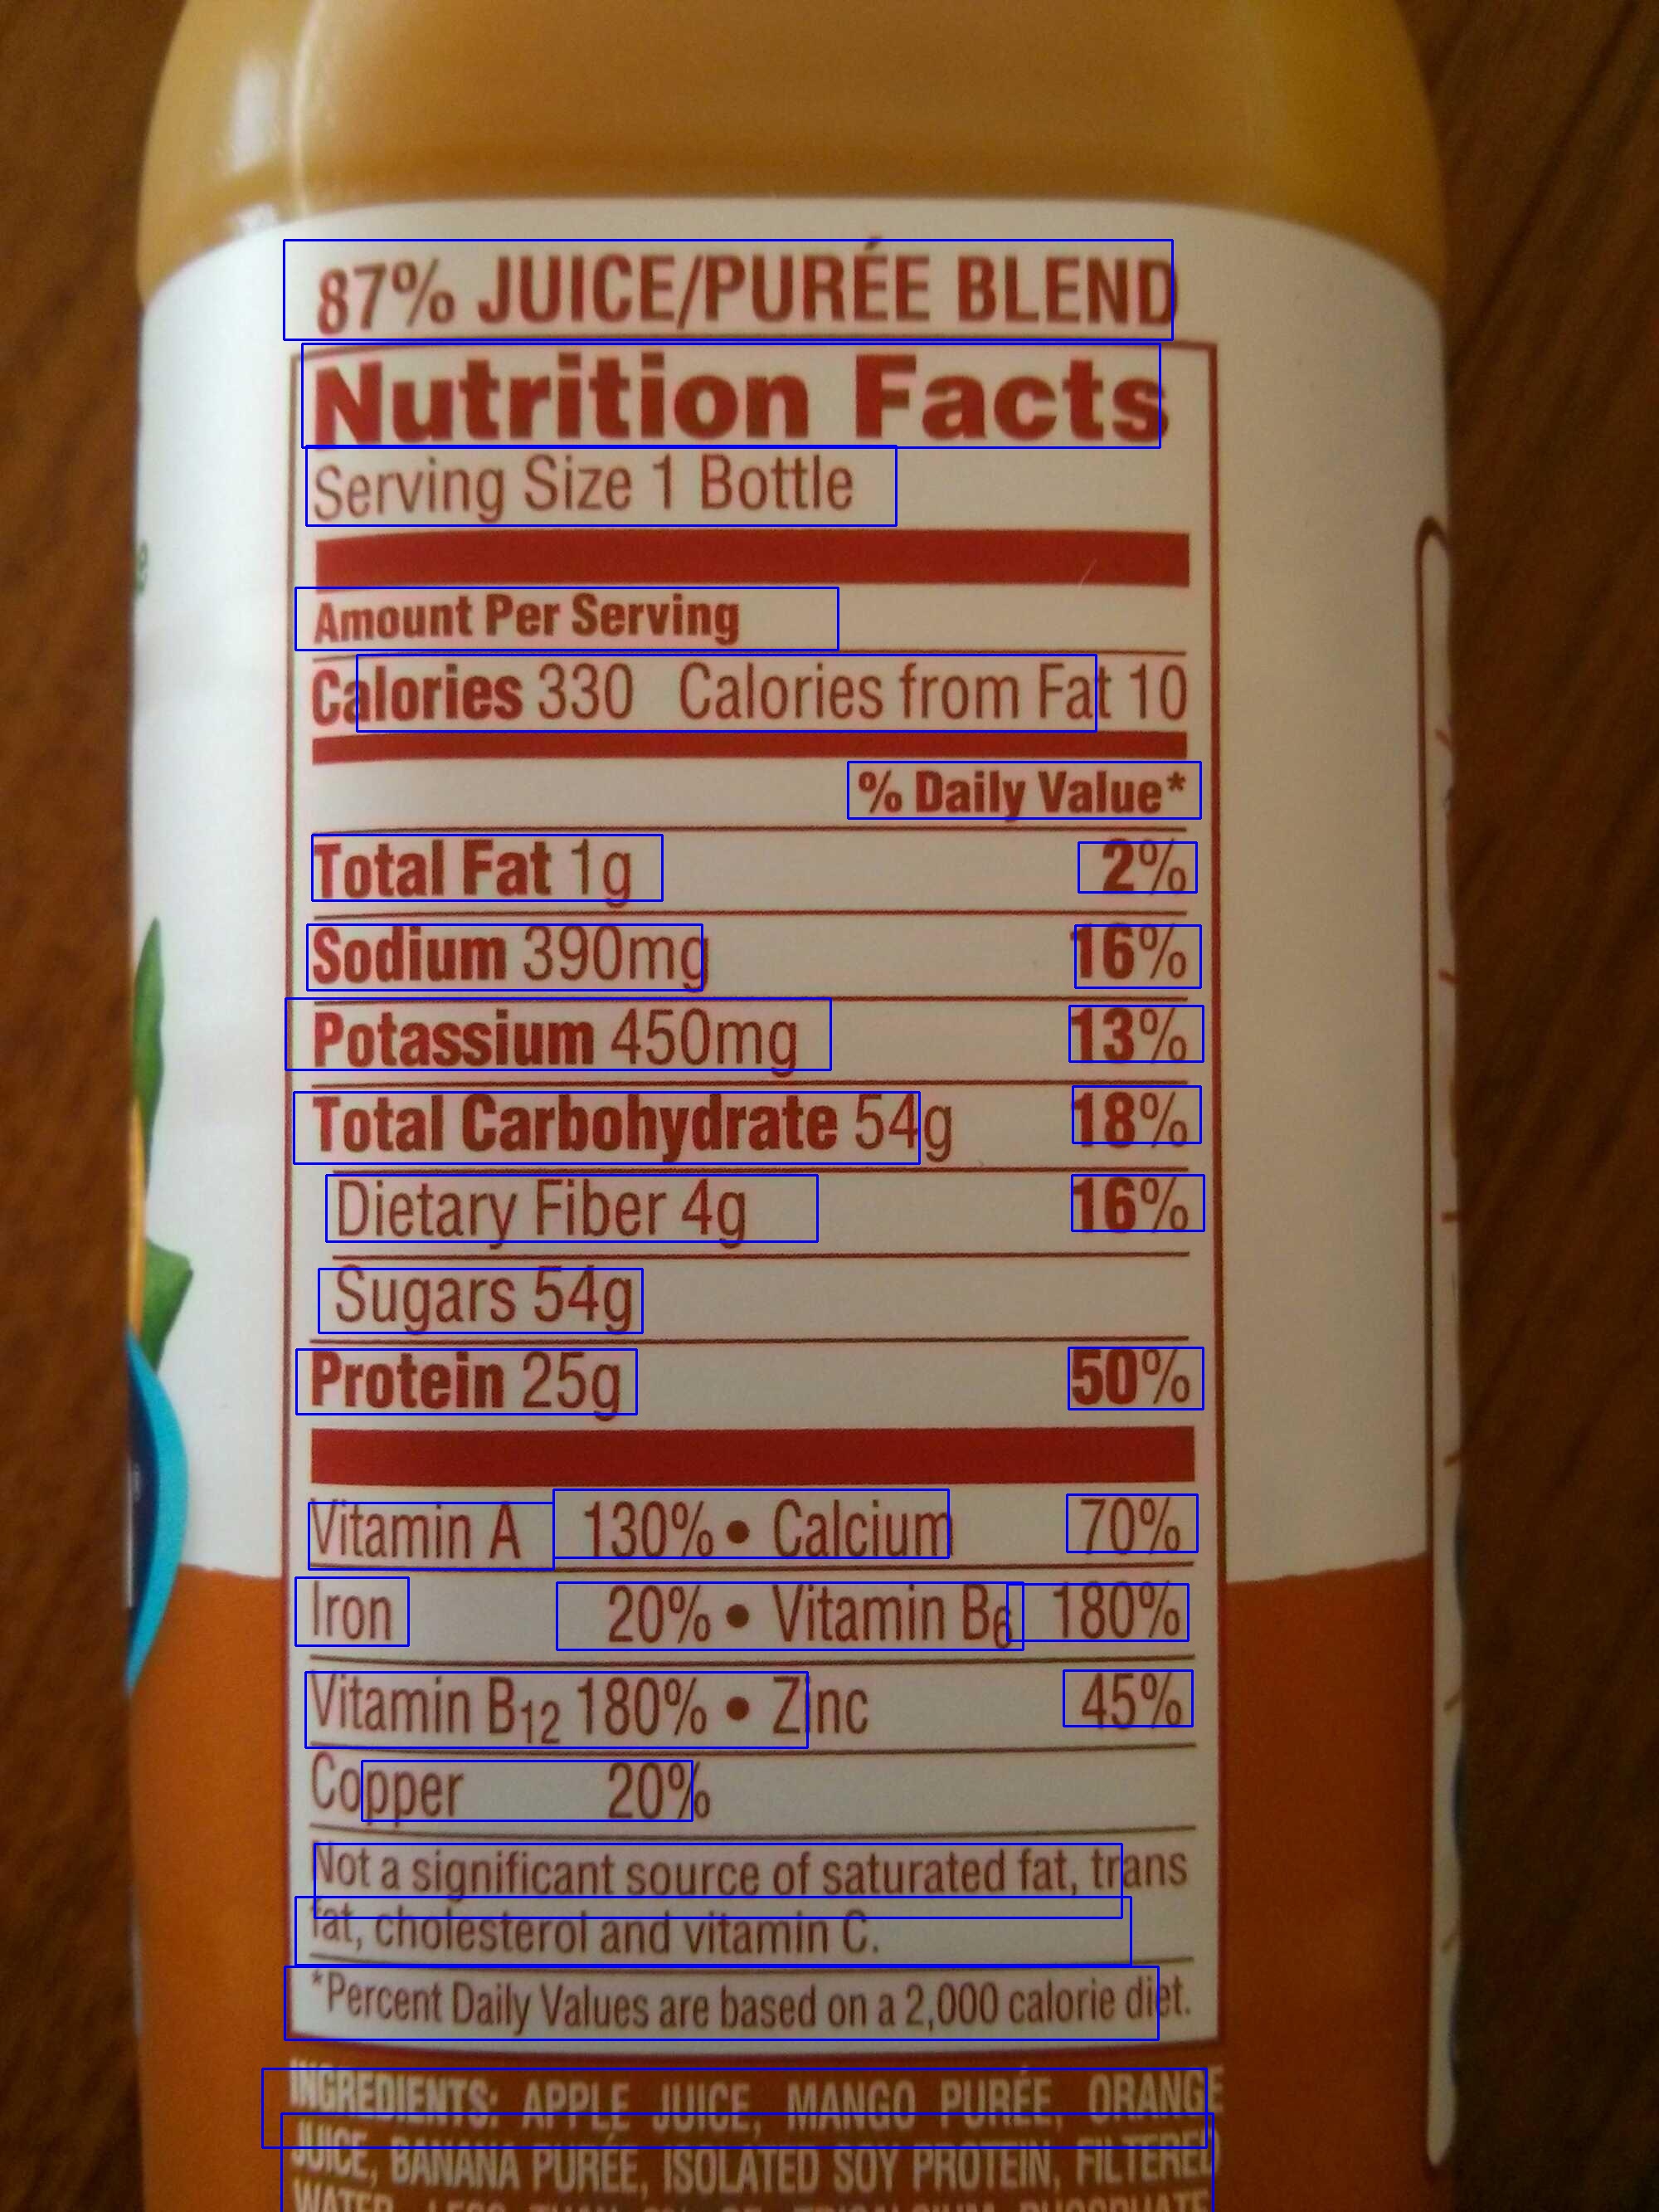 87% JUICE/PURÉE BLEND
Nutrition Facts
Serving Size 1 Bottle
Amount Per Serving
Calories 330 Calories from Fat 10
% Daily Value*
Total Fat 1g 2%
Sodium 390mg 16%
Potassium 450mg 13%
Total Carbohydrate 54g 18%
Dietary Fiber 4g 16%
Sugars 54g
Protein 25g 50%
Vitamin A 130% • Calcium 70%
Iron 20% • Vitamin B6 180%
Vitamin B12 180% • Zinc 45%
Copper 20%
Not a significant source of saturated fat, trans
fat, cholesterol and vitamin C.
*Percent Daily Values are based on a 2,000 calorie diet.
INGREDIENTS: APPLE JUICE, MANGO PURÉE, ORANGE
JUICE, BANANA PURÉE, ISOLATED SOY PROTEIN, FILTERED